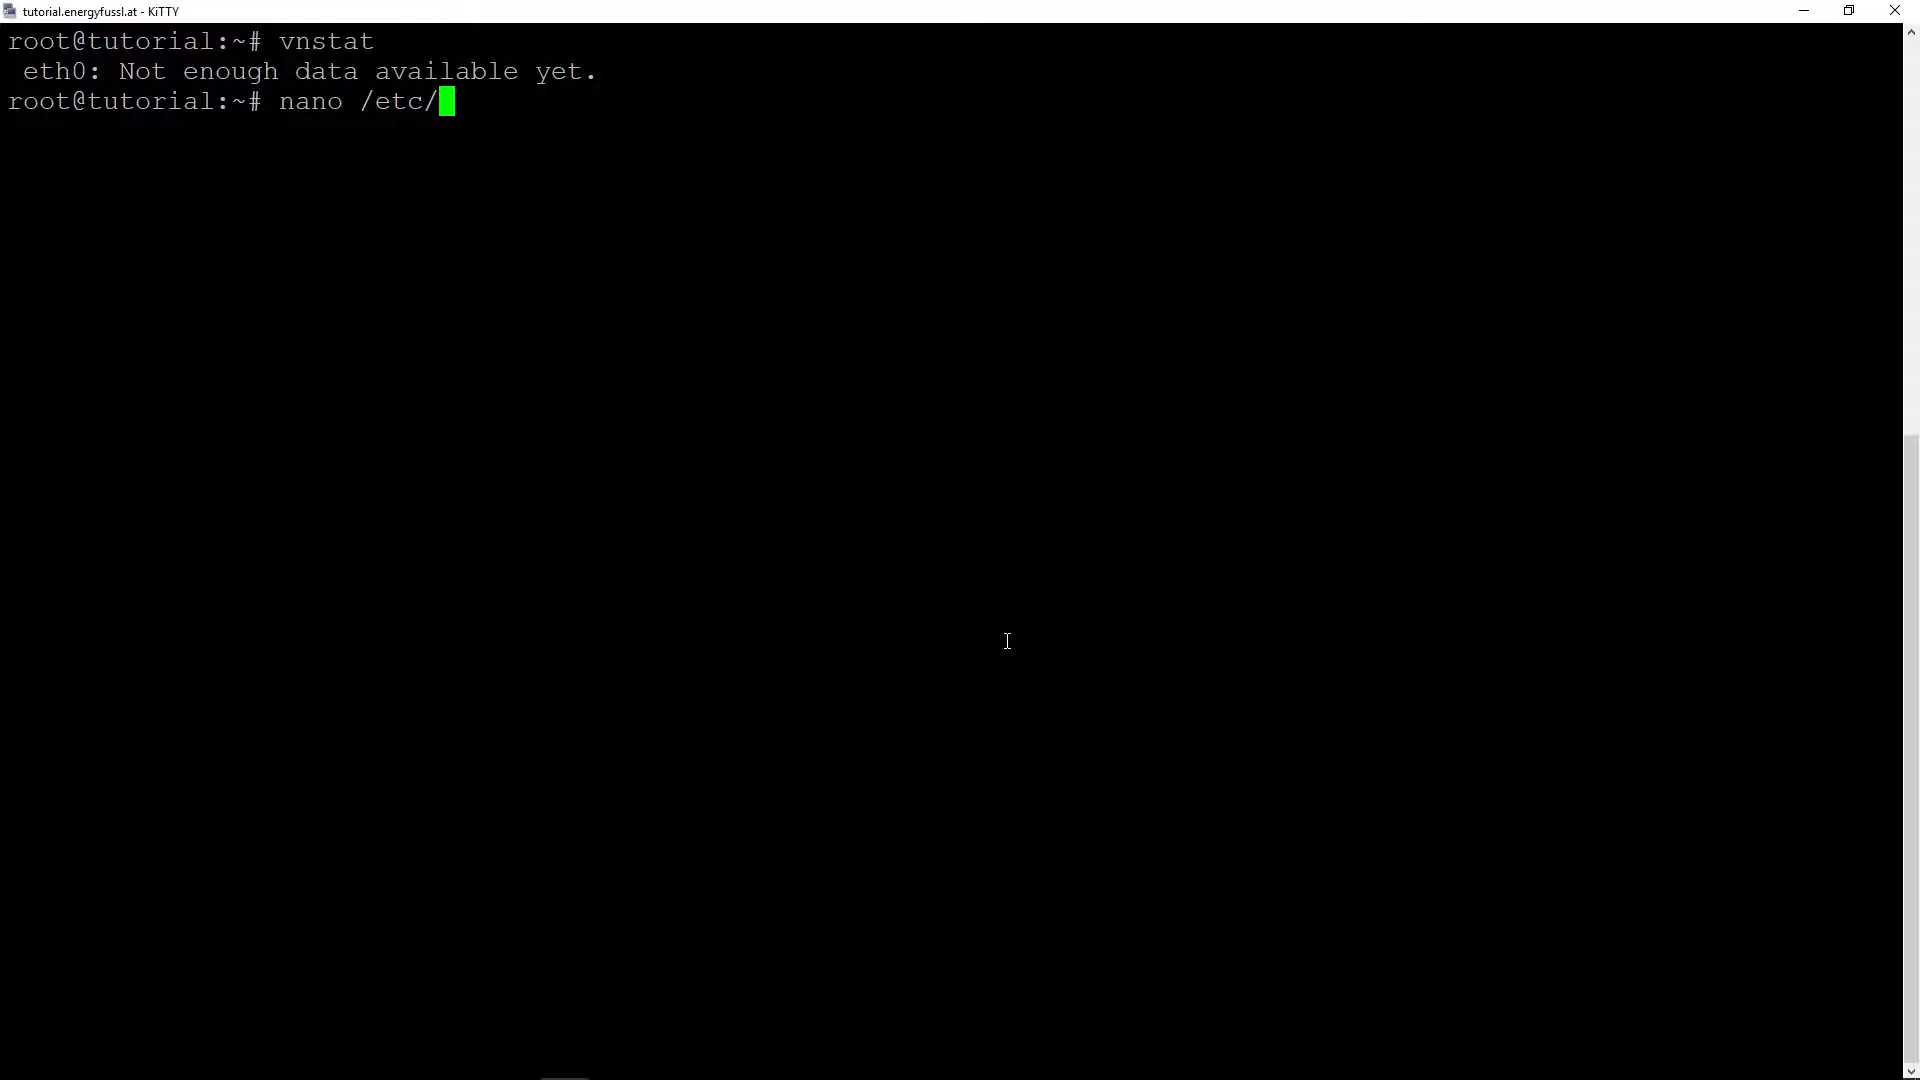 tutorial.energyfussl.at - KiTTY
root@tutorial:~# vnstat
 eth0: Not enough data available yet.
root@tutorial:~# nano /etc/